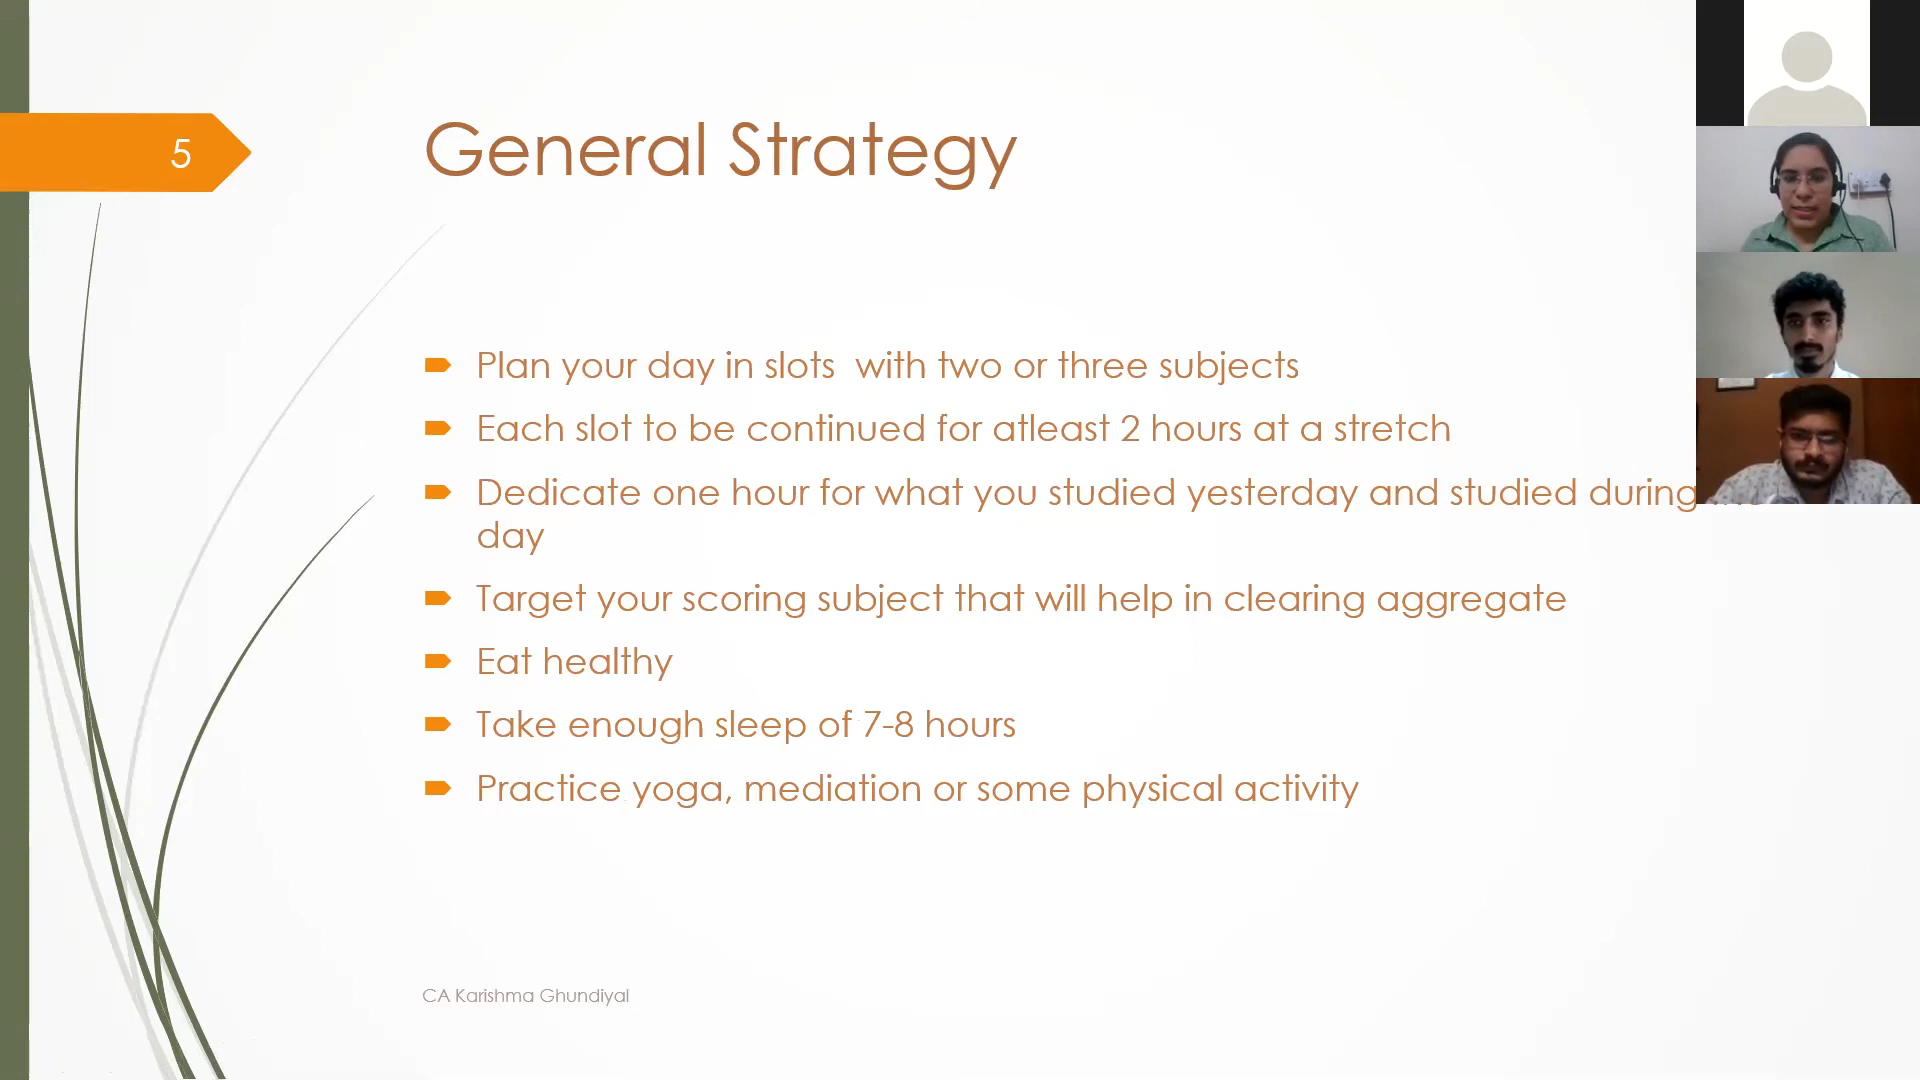 5
General Strategy
Plan your day in slots with two or three subjects
Each slot to be continued for atleast 2 hours at a stretch
Dedicate one hour for what you studied yesterday and studied during
day
Target your scoring subject that will help in clearing aggregate
Eat healthy
Take enough sleep of 7-8 hours
Practice yoga, mediation or some physical activity
CA Karishma Ghundiyal